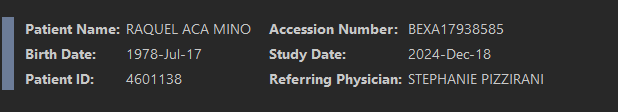 Patient Name: RAQUEL ACA MINO Accession Number: BEXA17938585
Birth Date: 1978-Jul-17 Study Date: 2024-Dec-18
Patient ID: 4601138 Referring Physician: STEPHANIE PIZZIRANI